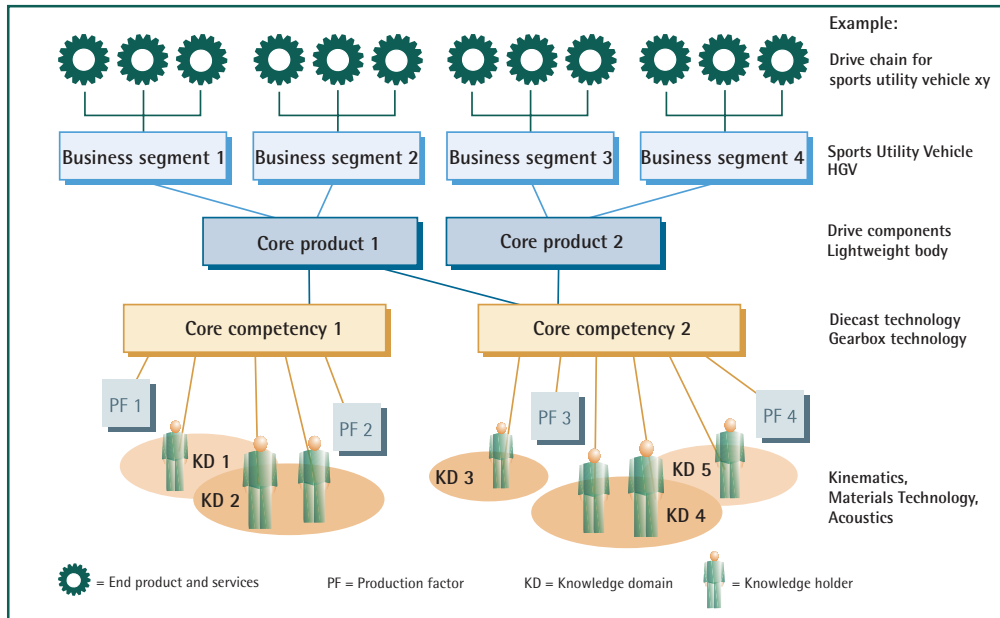 Example:
Drive chain for
sports utility vehicle xy
Business segment 1
Business segment 2
Business segment 3
Business segment 4
Sports Utility Vehicle
HGV
Core product 1
Core product 2
Drive components
Lightweight body
Core competency 1
Core competency 2
Diecast technology
Gearbox technology
PF 1
PF 2
PF 3
PF 4
KD 1
KD 2
KD 3
KD 4
KD 5
Kinematics,
Materials Technology,
Acoustics
= End product and services
PF = Production factor
KD = Knowledge domain
= Knowledge holder